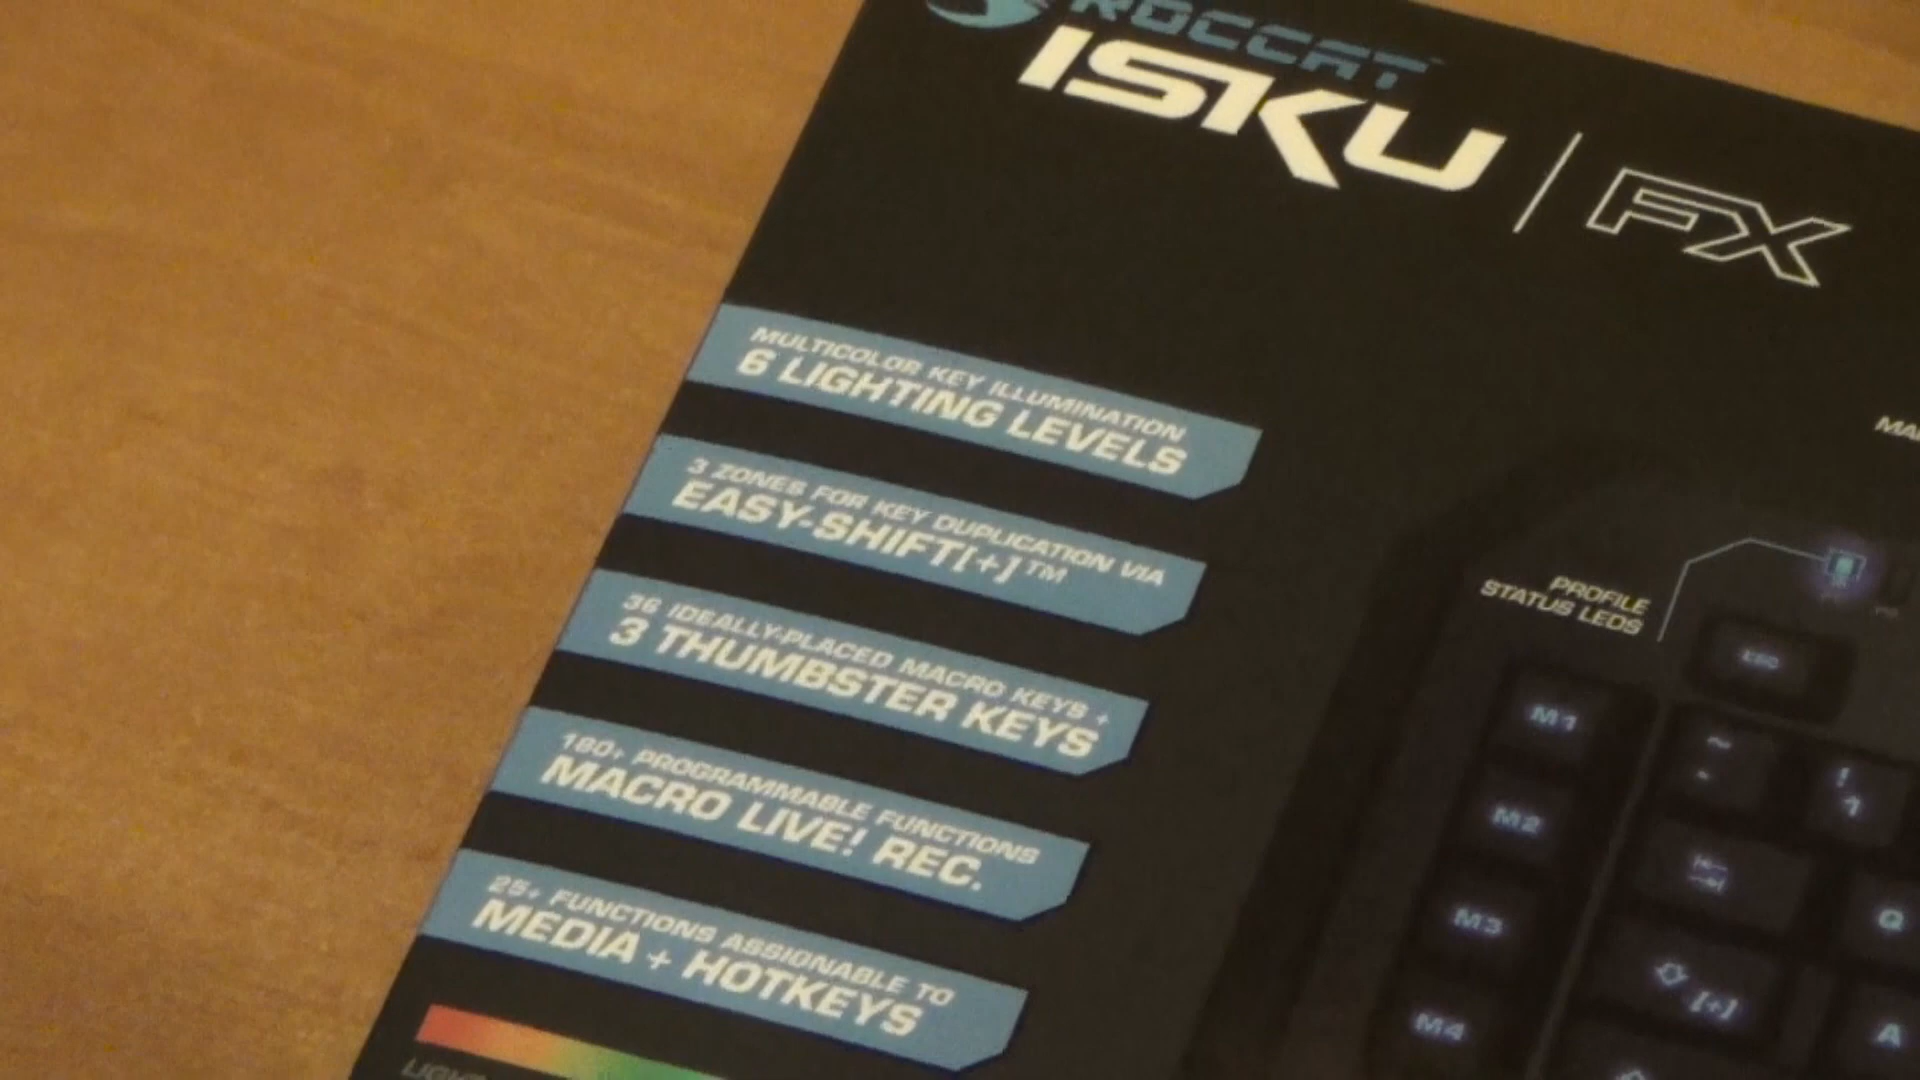 ROCCAT
ISKU | FX
MULTICOLOR KEY ILLUMINATION
6 LIGHTING LEVELS
3 ZONES FOR KEY DUPLICATION VIA
EASY-SHIFT[+]™
36 IDEALLY-PLACED MACRO KEYS +
3 THUMBSTER KEYS
180+ PROGRAMMABLE FUNCTIONS
MACRO LIVE! REC.
25+ FUNCTIONS ASSIGNABLE TO
MEDIA + HOTKEYS
PROFILE
STATUS LEDS
ESC
M1
~
! 1
M2
M3
Q
[+]
M4
A